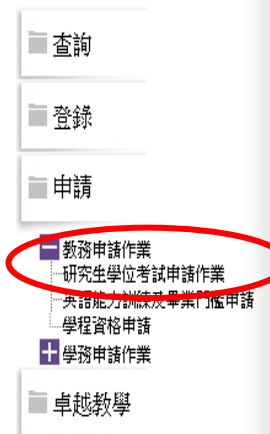 查詢
登錄
申請
教務申請作業
研究生學位考試申請作業
英語能力訓練及畢業門檻申請
學程資格申請
學務申請作業
卓越教學